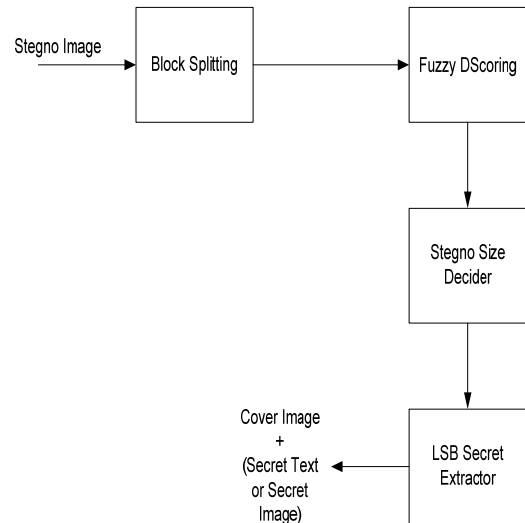 Stegno Image
Block Splitting
Fuzzy DScoring
Stegno Size
Decider
LSB Secret
Extractor
Cover Image
+
(Secret Text
or Secret
Image)